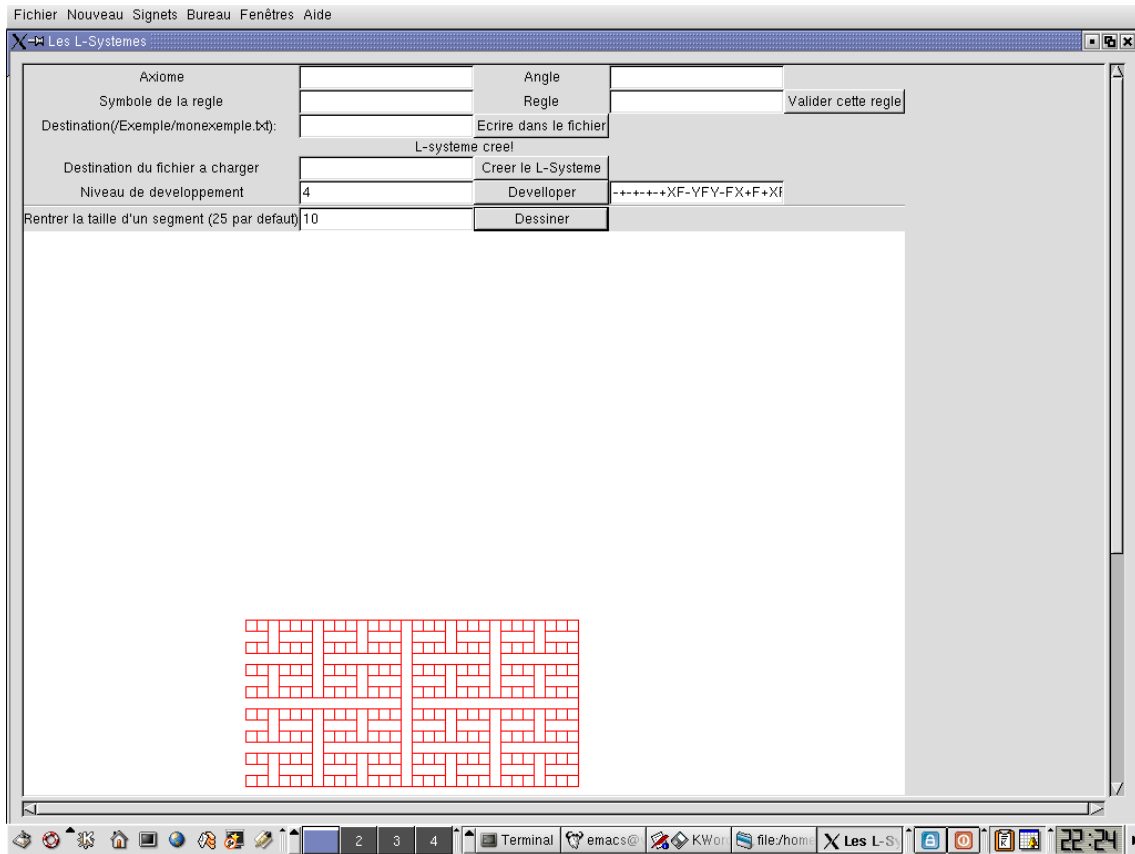 Fichier Nouveau Signets Bureau Fenêtres Aide
Les L-Systemes
Axiome Angle
Symbole de la regle Regle Valider cette regle
Destination(/Exemple/monexemple.txt): Ecrire dans le fichier
L-systeme cree!
Destination du fichier a charger Creer le L-Systeme
Niveau de developpement 4 Develloper -+-+-+-+XF-YFY-FX+F+XF
Rentrer la taille d'un segment (25 par defaut) 10 Dessiner
2 3 4 Terminal emacs@ KWor file:/home Les L-Sy 22:24